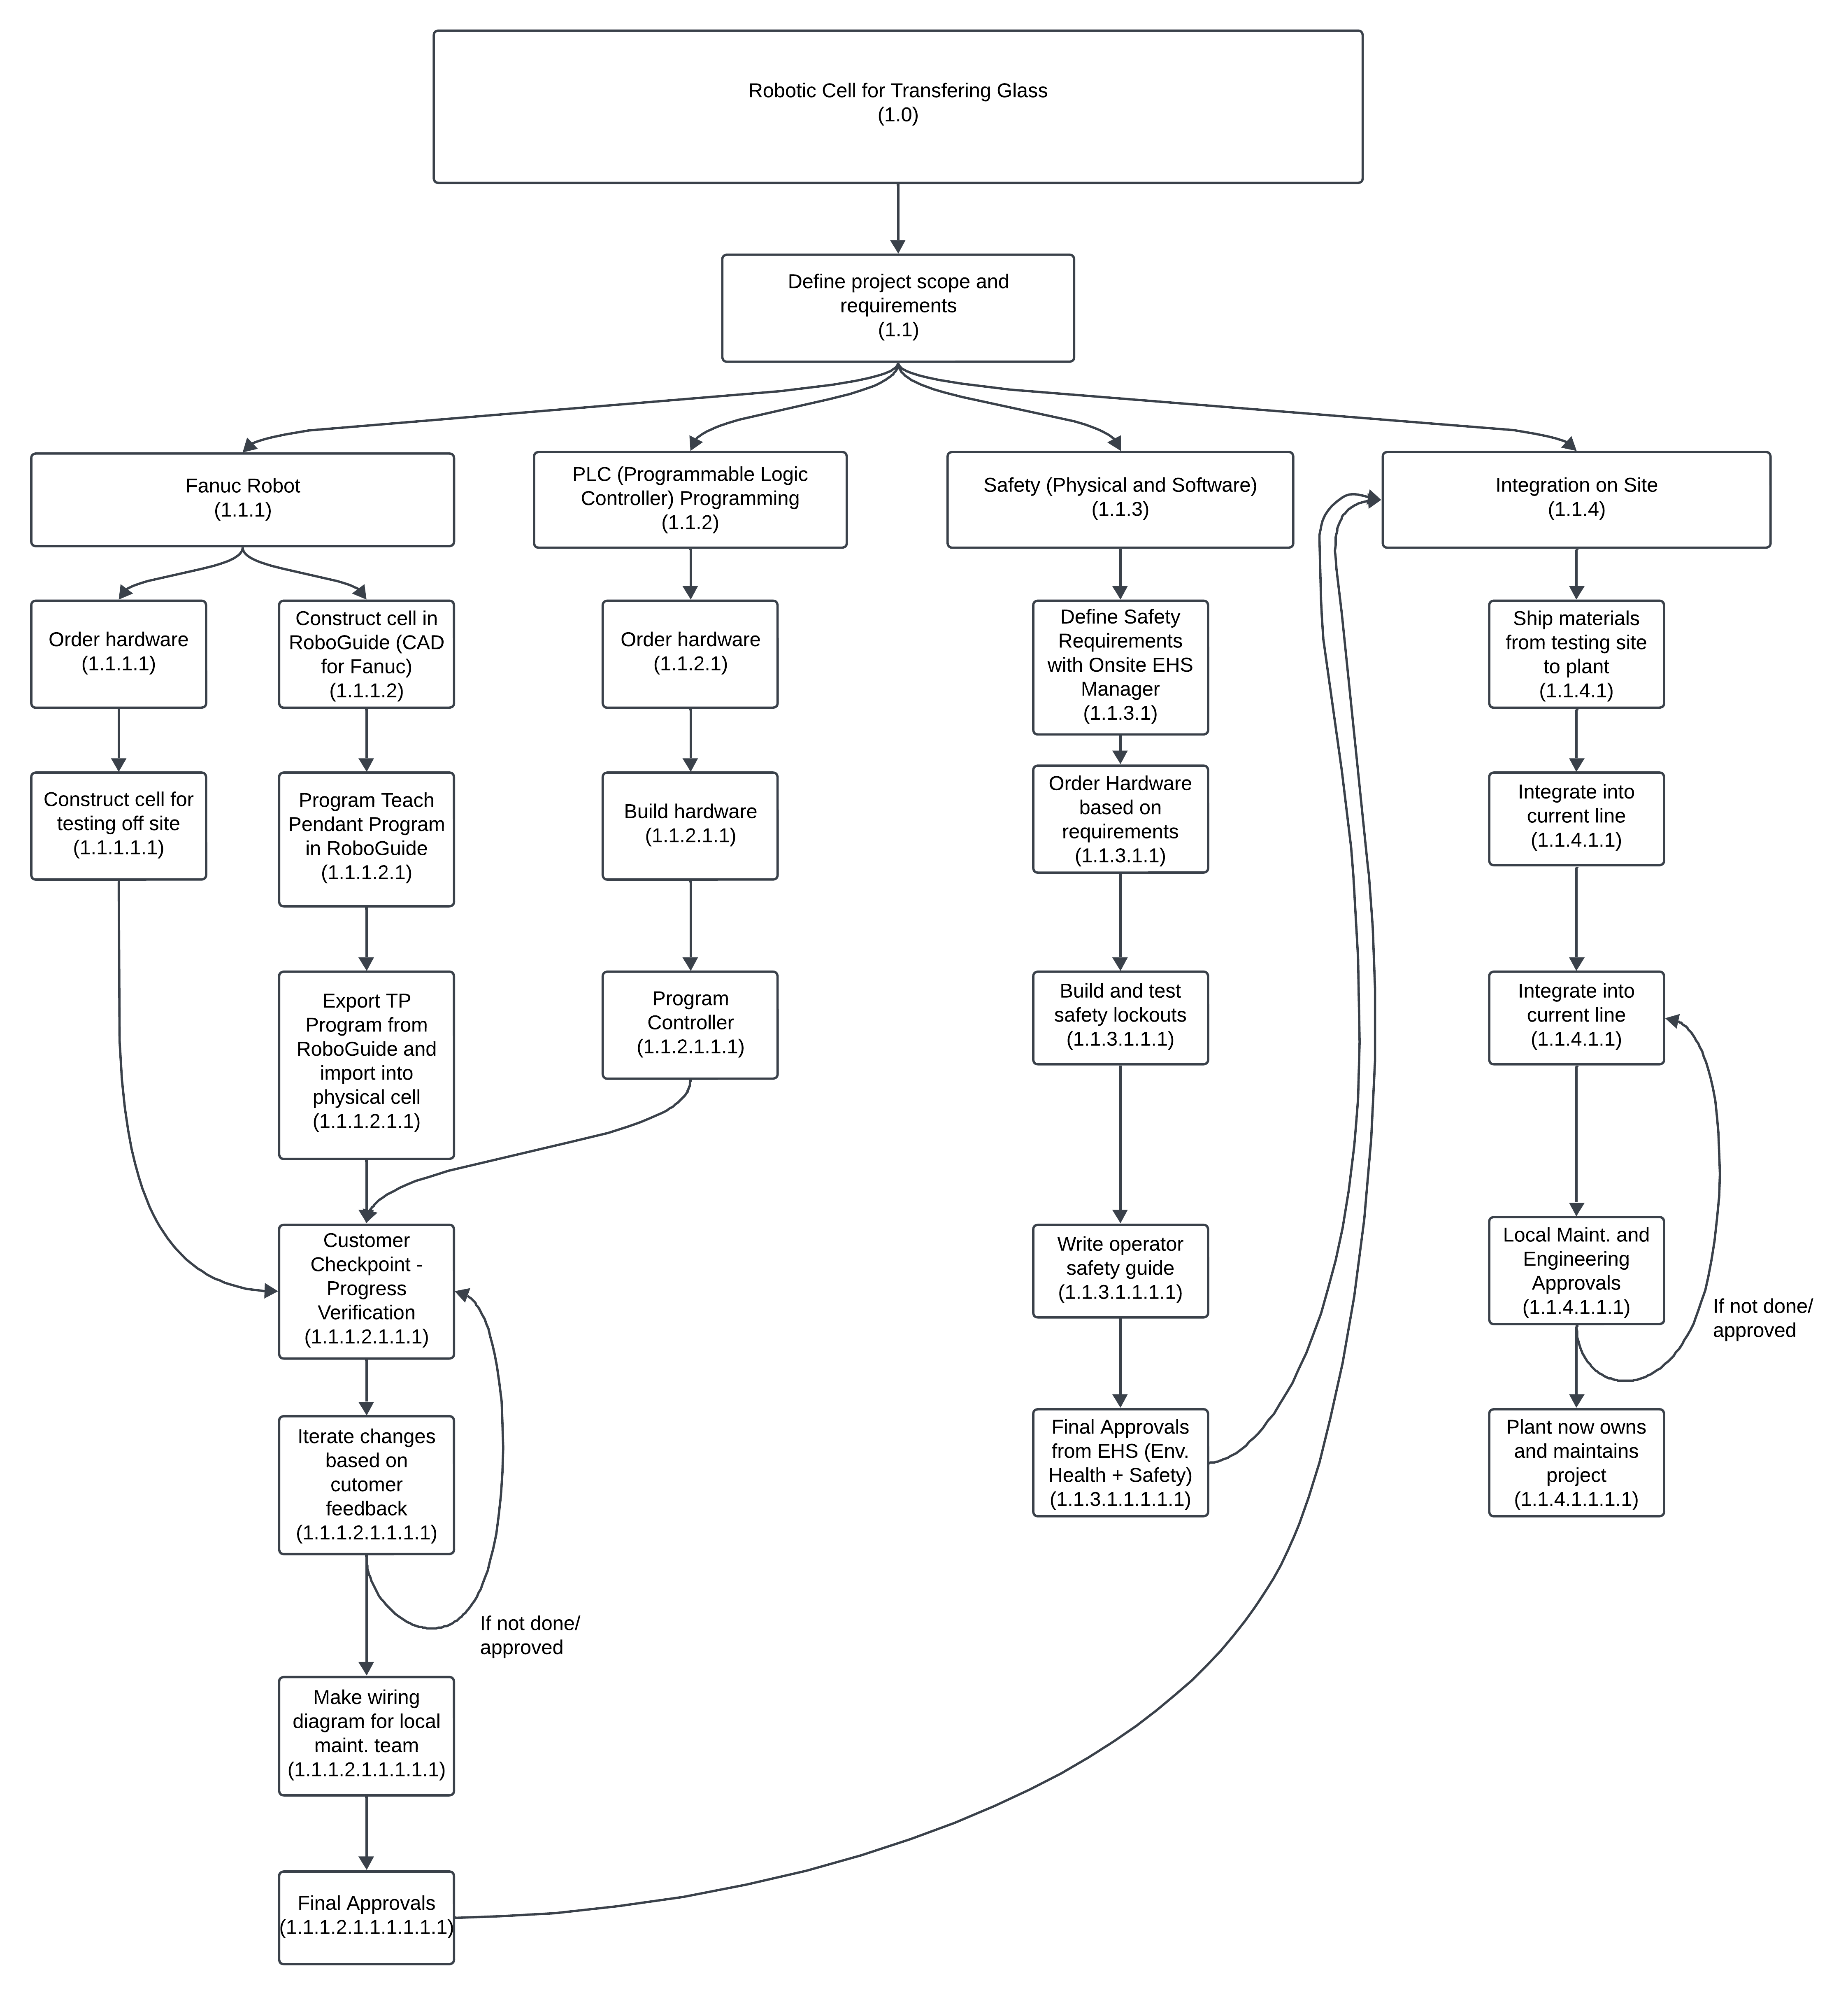 Robotic Cell for Transfering Glass
(1.0)
Define project scope and
requirements
(1.1)
Fanuc Robot
(1.1.1)
PLC (Programmable Logic
Controller) Programming
(1.1.2)
Safety (Physical and Software)
(1.1.3)
Integration on Site
(1.1.4)
Order hardware
(1.1.1.1)
Construct cell in
RoboGuide (CAD
for Fanuc)
(1.1.1.2)
Order hardware
(1.1.2.1)
Define Safety
Requirements
with Onsite EHS
Manager
(1.1.3.1)
Ship materials
from testing site
to plant
(1.1.4.1)
Construct cell for
testing off site
(1.1.1.1.1)
Program Teach
Pendant Program
in RoboGuide
(1.1.1.2.1)
Build hardware
(1.1.2.1.1)
Order Hardware
based on
requirements
(1.1.3.1.1)
Integrate into
current line
(1.1.4.1.1)
Export TP
Program from
RoboGuide and
import into
physical cell
(1.1.1.2.1.1)
Program
Controller
(1.1.2.1.1.1)
Build and test
safety lockouts
(1.1.3.1.1.1)
Integrate into
current line
(1.1.4.1.1)
Customer
Checkpoint -
Progress
Verification
(1.1.1.2.1.1.1)
Write operator
safety guide
(1.1.3.1.1.1.1)
Local Maint. and
Engineering
Approvals
(1.1.4.1.1.1)
If not done/
approved
Iterate changes
based on
cutomer
feedback
(1.1.1.2.1.1.1.1)
Final Approvals
from EHS (Env.
Health + Safety)
(1.1.3.1.1.1.1.1)
Plant now owns
and maintains
project
(1.1.4.1.1.1.1)
If not done/
approved
Make wiring
diagram for local
maint. team
(1.1.1.2.1.1.1.1.1)
Final Approvals
(1.1.1.2.1.1.1.1.1.1)